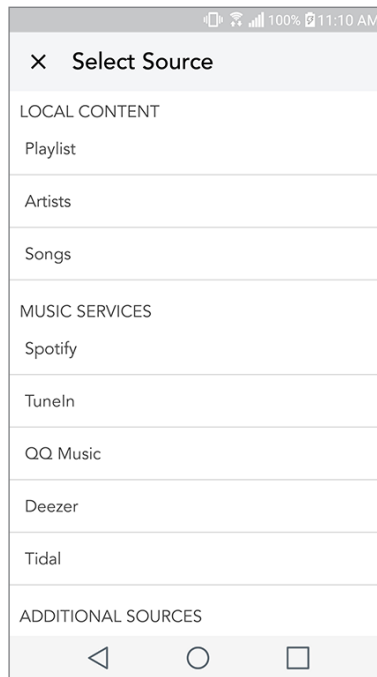 100% 11:10 AM
Select Source
LOCAL CONTENT
Playlist
Artists
Songs
MUSIC SERVICES
Spotify
TuneIn
QQ Music
Deezer
Tidal
ADDITIONAL SOURCES